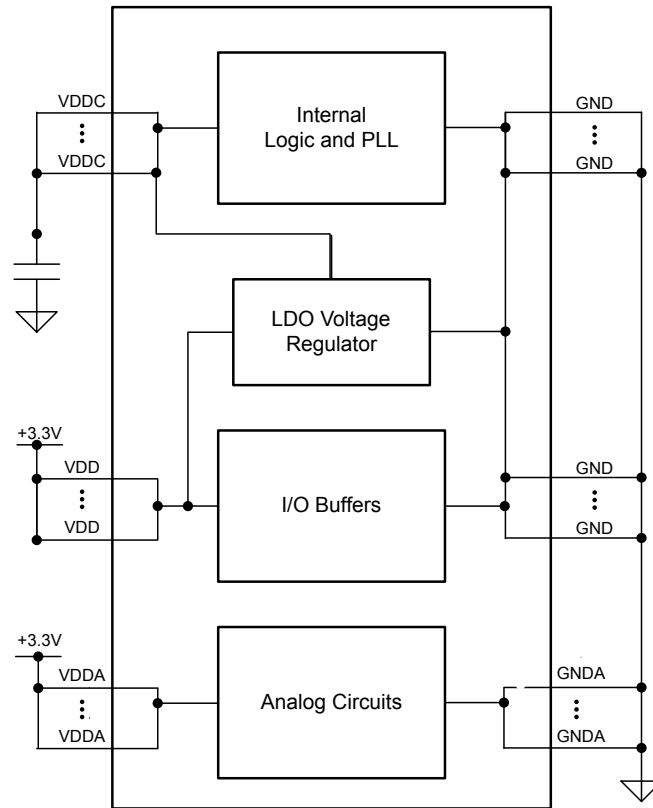 VDDC
VDDC
Internal
Logic and PLL
GND
GND
LDO Voltage
Regulator
+3.3V
VDD
VDD
I/O Buffers
GND
GND
+3.3V
VDDA
VDDA
Analog Circuits
GNDA
GNDA